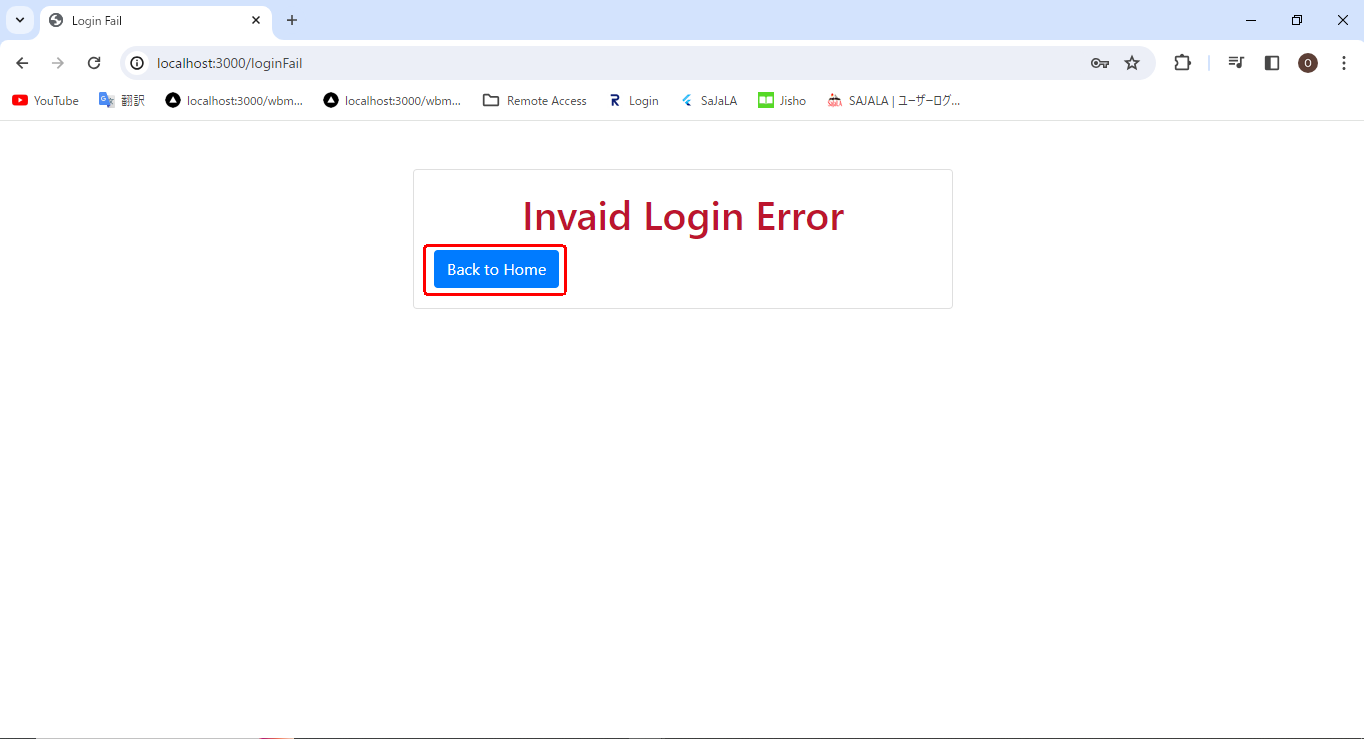 Login Fail
localhost:3000/loginFail
O
YouTube
翻訳
localhost:3000/wbm...
localhost:3000/wbm...
Remote Access
Login
SaJaLA
Jisho
SAJALA | ユーザーログ...
Invaid Login Error
Back to Home